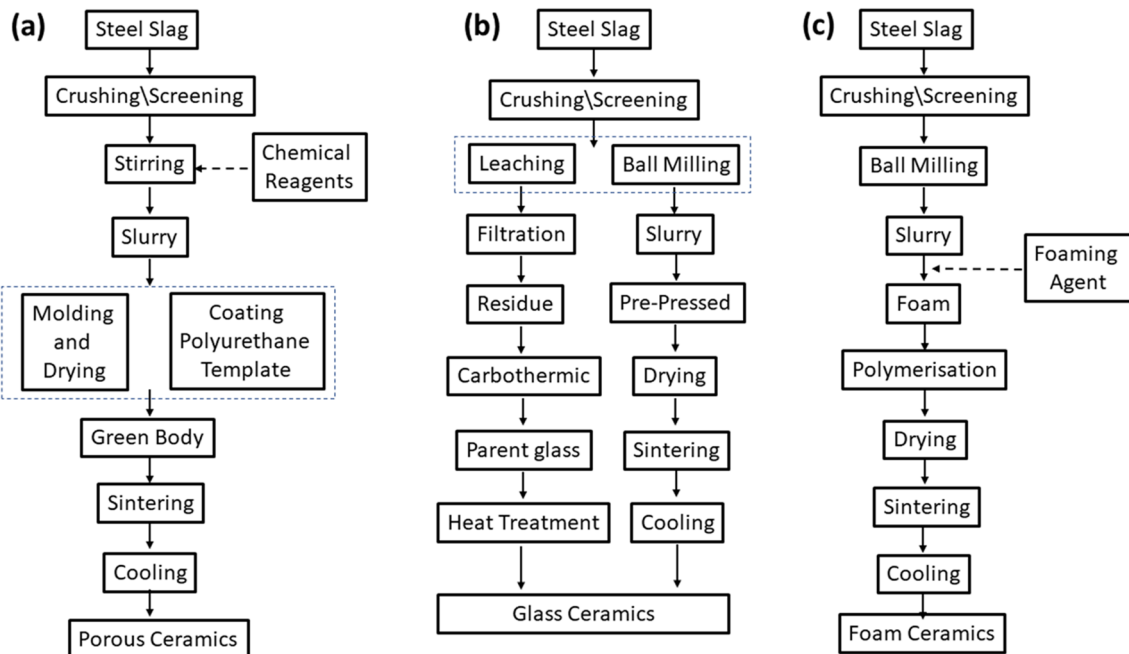 (a)
Steel Slag
Crushing\Screening
Stirring
Chemical
Reagents
Slurry
Molding
and
Drying
Coating
Polyurethane
Template
Green Body
Sintering
Cooling
Porous Ceramics
(b)
Steel Slag
Crushing\Screening
Leaching
Ball Milling
Filtration
Slurry
Residue
Pre-Pressed
Carbothermic
Drying
Parent glass
Sintering
Heat Treatment
Cooling
Glass Ceramics
(c)
Steel Slag
Crushing\Screening
Ball Milling
Slurry
Foaming
Agent
Foam
Polymerisation
Drying
Sintering
Cooling
Foam Ceramics